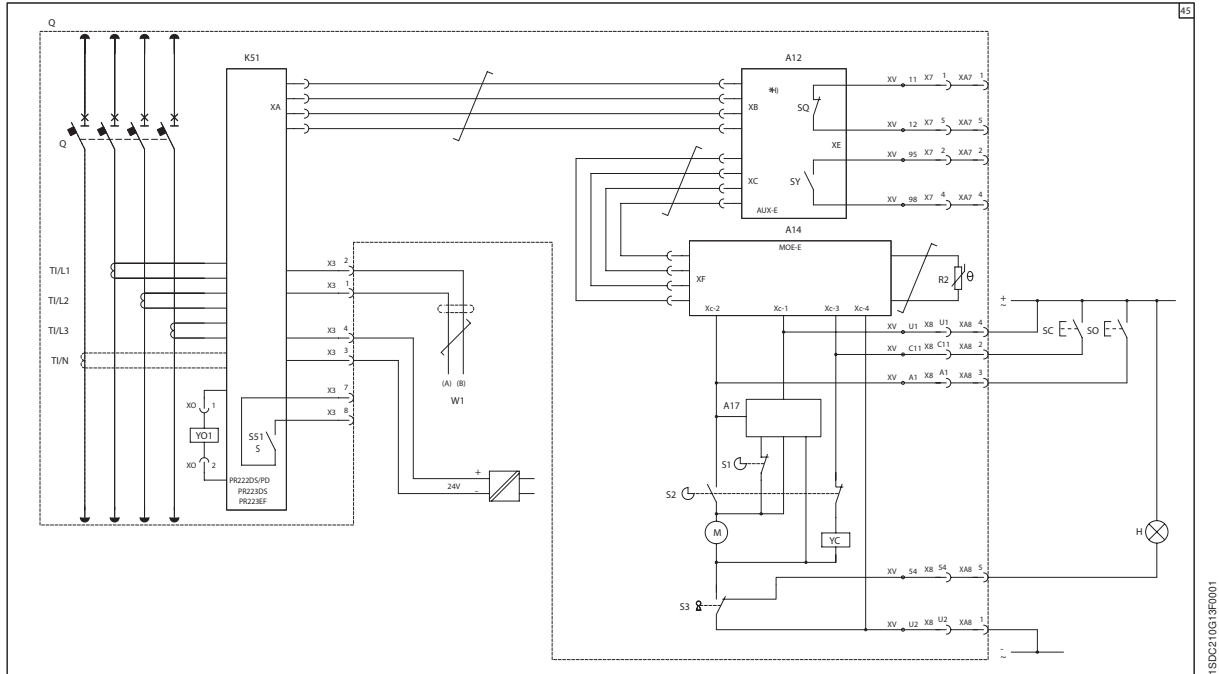 45
Q
K51
A12
XA
XB
*H)
SQ
XV 11 X7 1 XA7 1
XV 12 X7 5 XA7 5
XE
Q
XV 95 X7 2 XA7 2
XC
SY
XV 98 X7 4 XA7 4
AUX-E
A14
MOE-E
X3 2
TI/L1
XF
R2 θ
X3 1
TI/L2
+
~
Xc-2 Xc-1 Xc-3 Xc-4
TI/L3
X3 4
XV U1 X8 U1 XA8 4
SC SO
X3 3
XV C11 X8 C11 XA8 2
TI/N
XV A1 X8 A1 XA8 3
(A) (B)
W1
X3 7
XO 1
A17
X3 8
YO1
S51
S
S1
XO 2
PR222DS/PD
PR223DS
PR223EF
+
24V
-
S2
M
YC
H
XV S4 X8 S4 XA8 5
S3
XV U2 X8 U2 XA8 1
-
~
1SDC210G13F0001